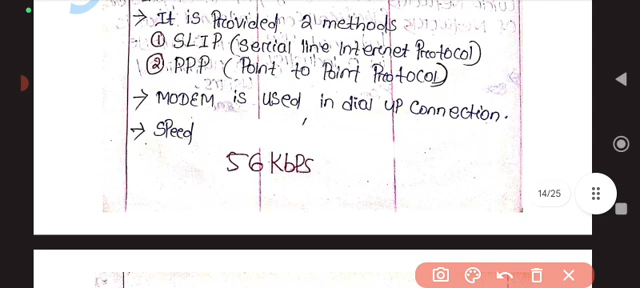 → It is Provided 2 methods
① SLIP (Serial line Internet Protocol)
② P.P.P (Point to Point Protocol)
→ MODEM is used in dial up connection.
→ Speed
56 Kbps
14/25